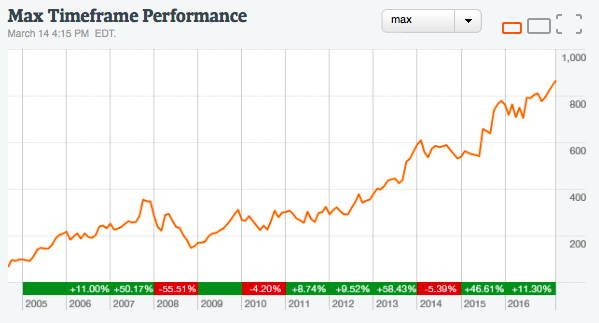 Max Timeframe Performance
March 14 4:15 PM EDT.
max
1,000
800
600
400
200
+11.00% +50.17% -55.51% -4.20% +8.74% +9.52% +58.43% -5.39% +46.61% +11.30%
2005 2006 2007 2008 2009 2010 2011 2012 2013 2014 2015 2016